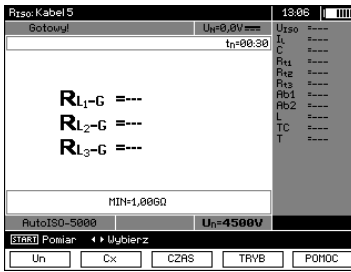 RISO: Kabel 5 13:06
Gotowy! UN=0,0V
tn=00:30
RL1-G =---
RL2-G =---
RL3-G =---
MIN=1,00GΩ
AutoISO-5000 Un=4500V
UISO =---
IL =---
C =---
Rt1 =---
Rt2 =---
Rt3 =---
Ab1 =---
Ab2 =---
L =---
TC =---
T =---
START Pomiar ◂ ▸ Wybierz
Un Cx CZAS TRYB POMOC